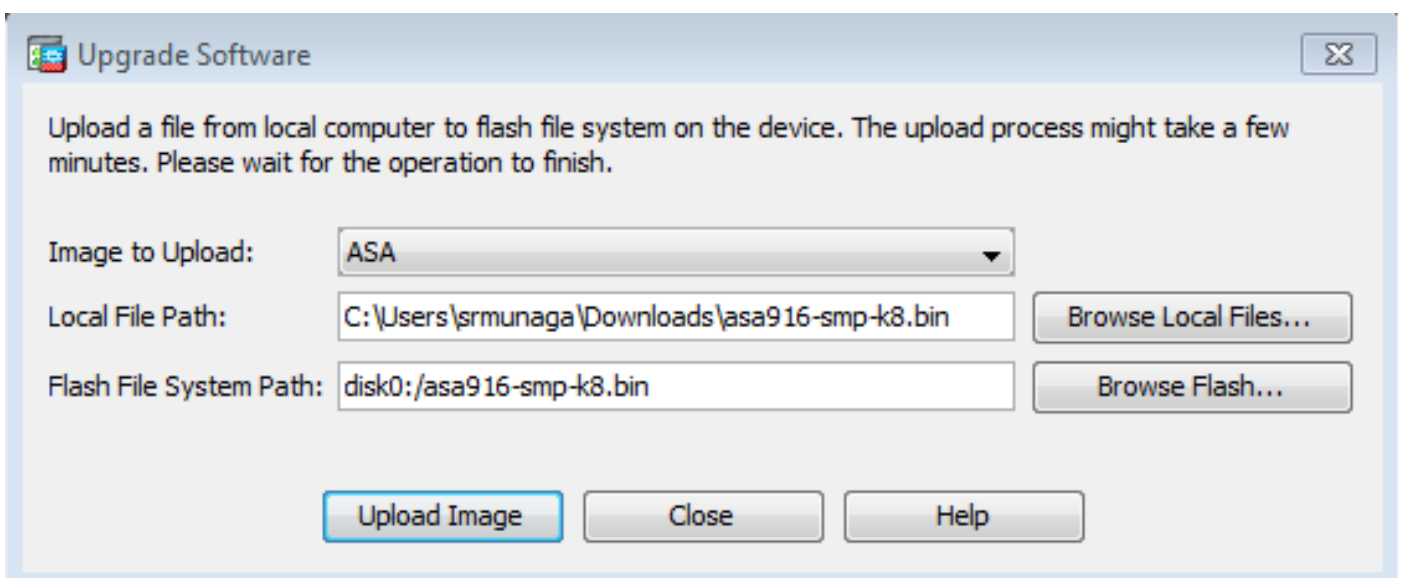 Upgrade Software
Upload a file from local computer to flash file system on the device. The upload process might take a few
minutes. Please wait for the operation to finish.
Image to Upload: ASA
Local File Path: C:\Users\srmunaga\Downloads\asa916-smp-k8.bin Browse Local Files...
Flash File System Path: disk0:/asa916-smp-k8.bin Browse Flash...
Upload Image Close Help